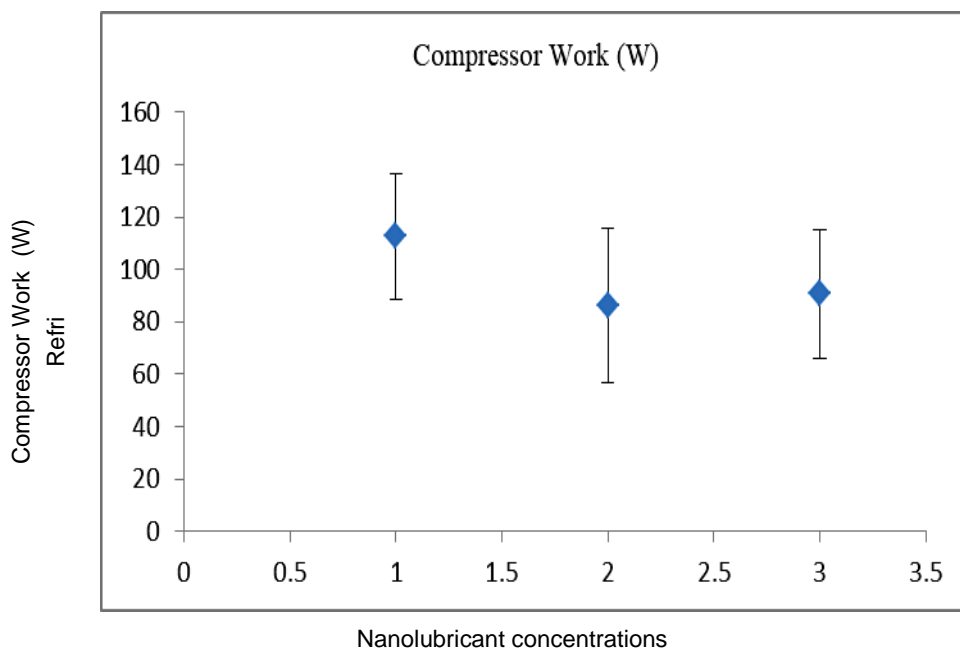 Compressor Work (W)
Compressor Work (W)
Refri
160
140
120
100
80
60
40
20
0
0 0.5 1 1.5 2 2.5 3 3.5
Nanolubricant concentrations